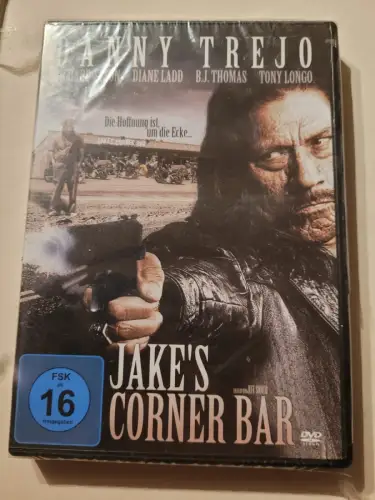 DANNY TREJO
DIANE LADD B.J. THOMAS TONY LONGO
Die Hoffnung ist
um die Ecke...
JAKE'S
CORNER BAR
FSK
ab
16
freigegeben
DVD
VIDEO